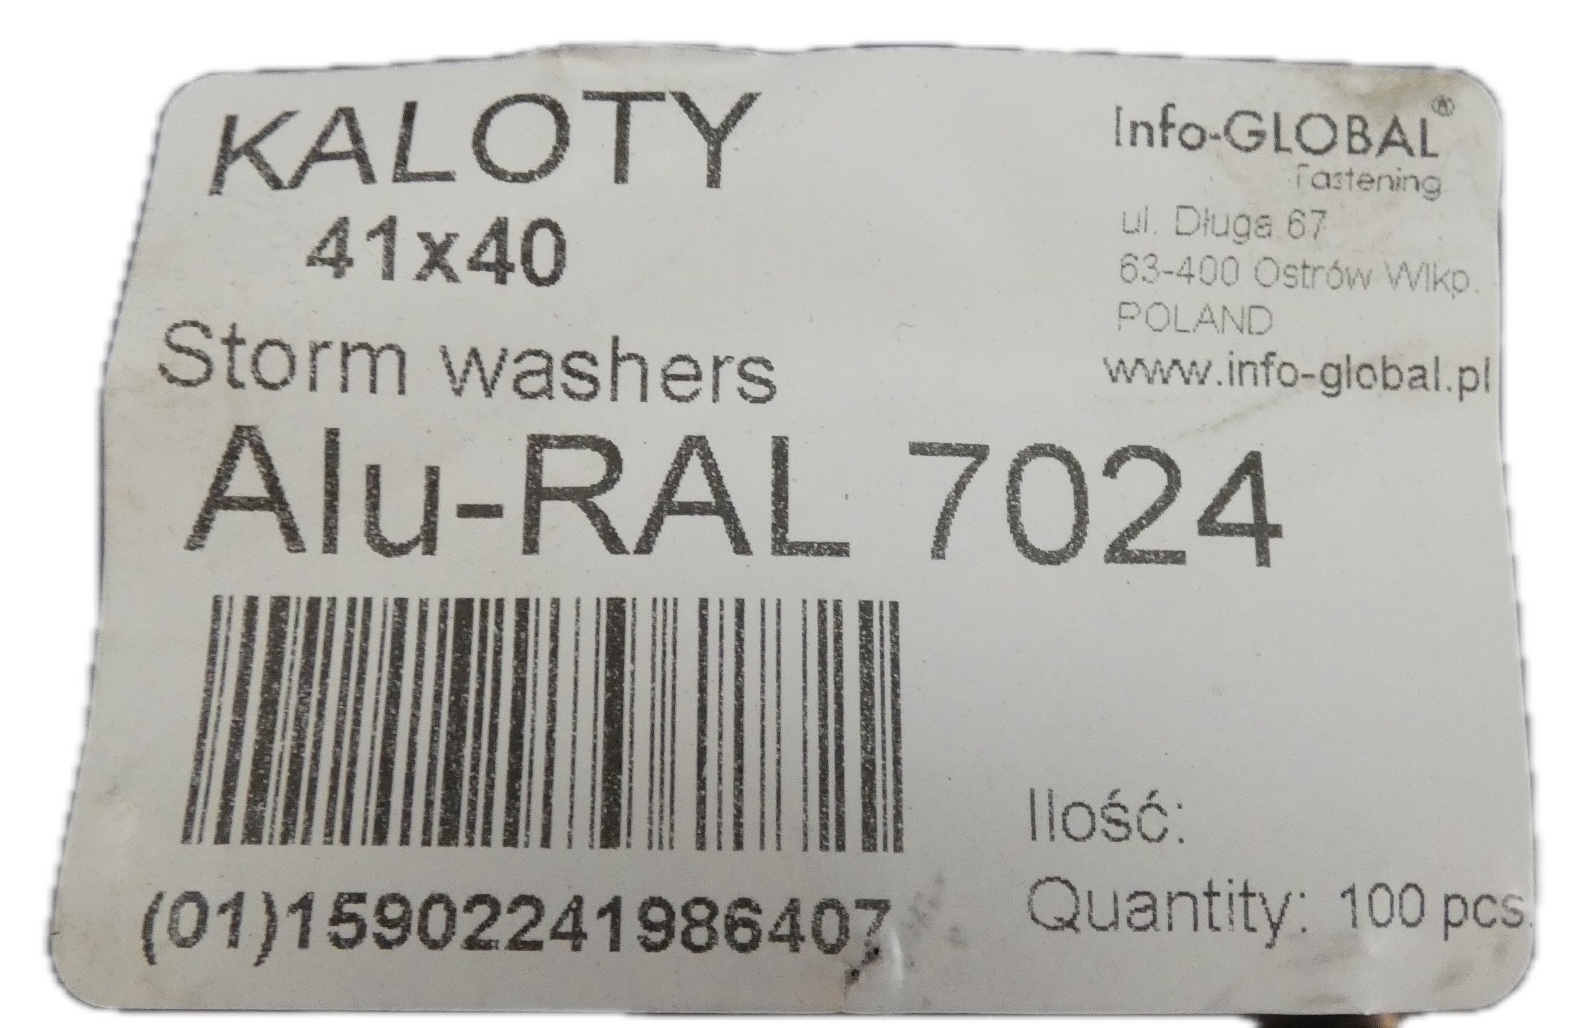 KALOTY
41x40
Storm washers
Alu-RAL 7024
Info-GLOBAL®
Fastening
ul. Długa 67
63-400 Ostrów Wlkp.
POLAND
www.info-global.pl
(01)15902241986407
Ilość:
Quantity: 100 pcs.